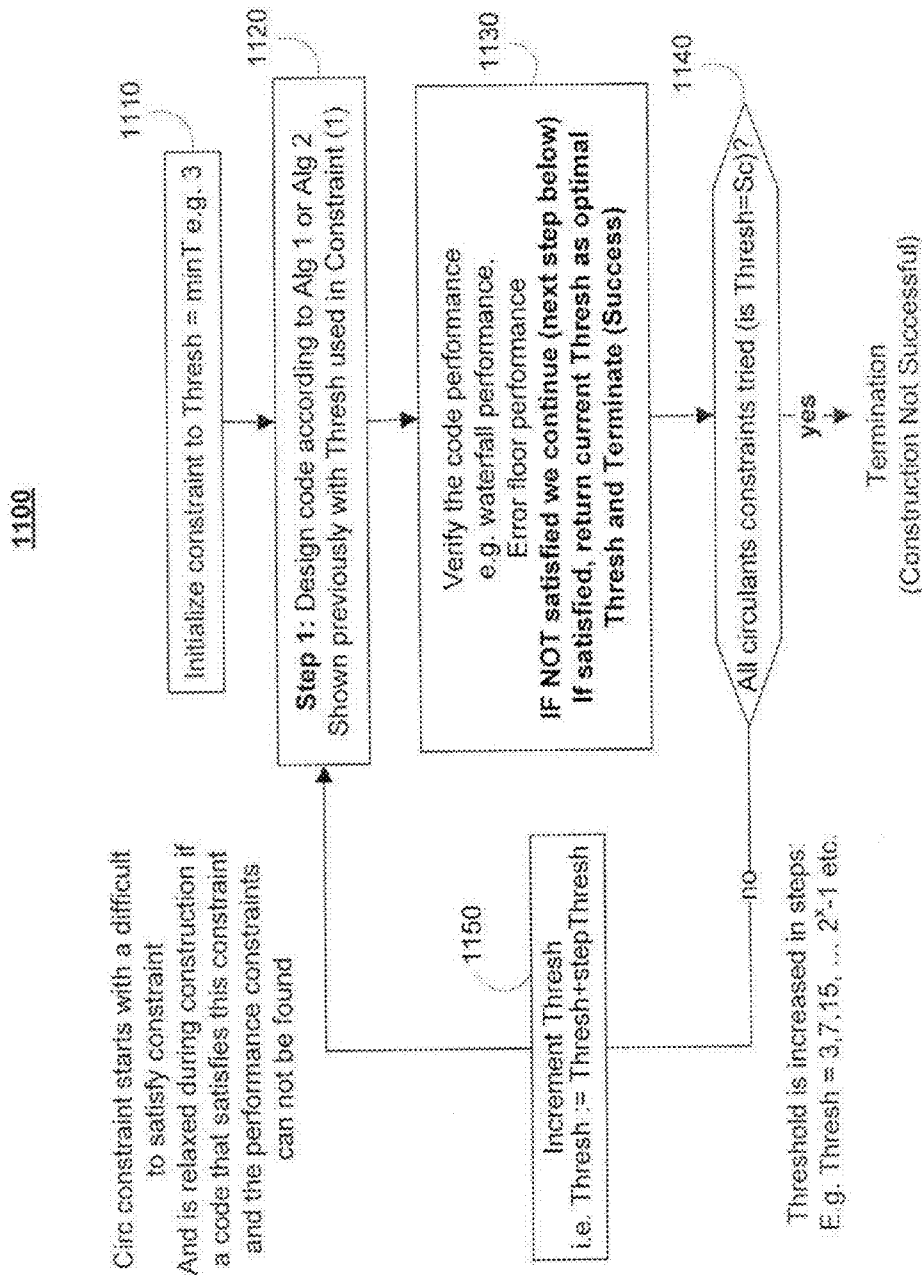 1100
Circ constraint starts with a difficult
to satisfy constraint
And is relaxed during construction if
a code that satisfies this constraint
and the performance constraints
can not be found
Initialize constraint to Thresh = minT e.g. 3
1110
Step 1: Design code according to Alg 1 or Alg 2
Shown previously with Thresh used in Constraint (1)
1120
Verify the code performance
e.g. waterfall performance,
Error floor performance
IF NOT satisfied we continue (next step below)
If satisfied, return current Thresh as optimal
Thresh and Terminate (Success)
1130
All circulants constraints tried (is Thresh=Sc)?
1140
yes
Termination
(Construction Not Successful)
no
1150
Increment Thresh
i.e. Thresh := Thresh+stepThresh
Threshold is increased in steps:
E.g. Thresh = 3,7,15, ... 2ˣ-1 etc.